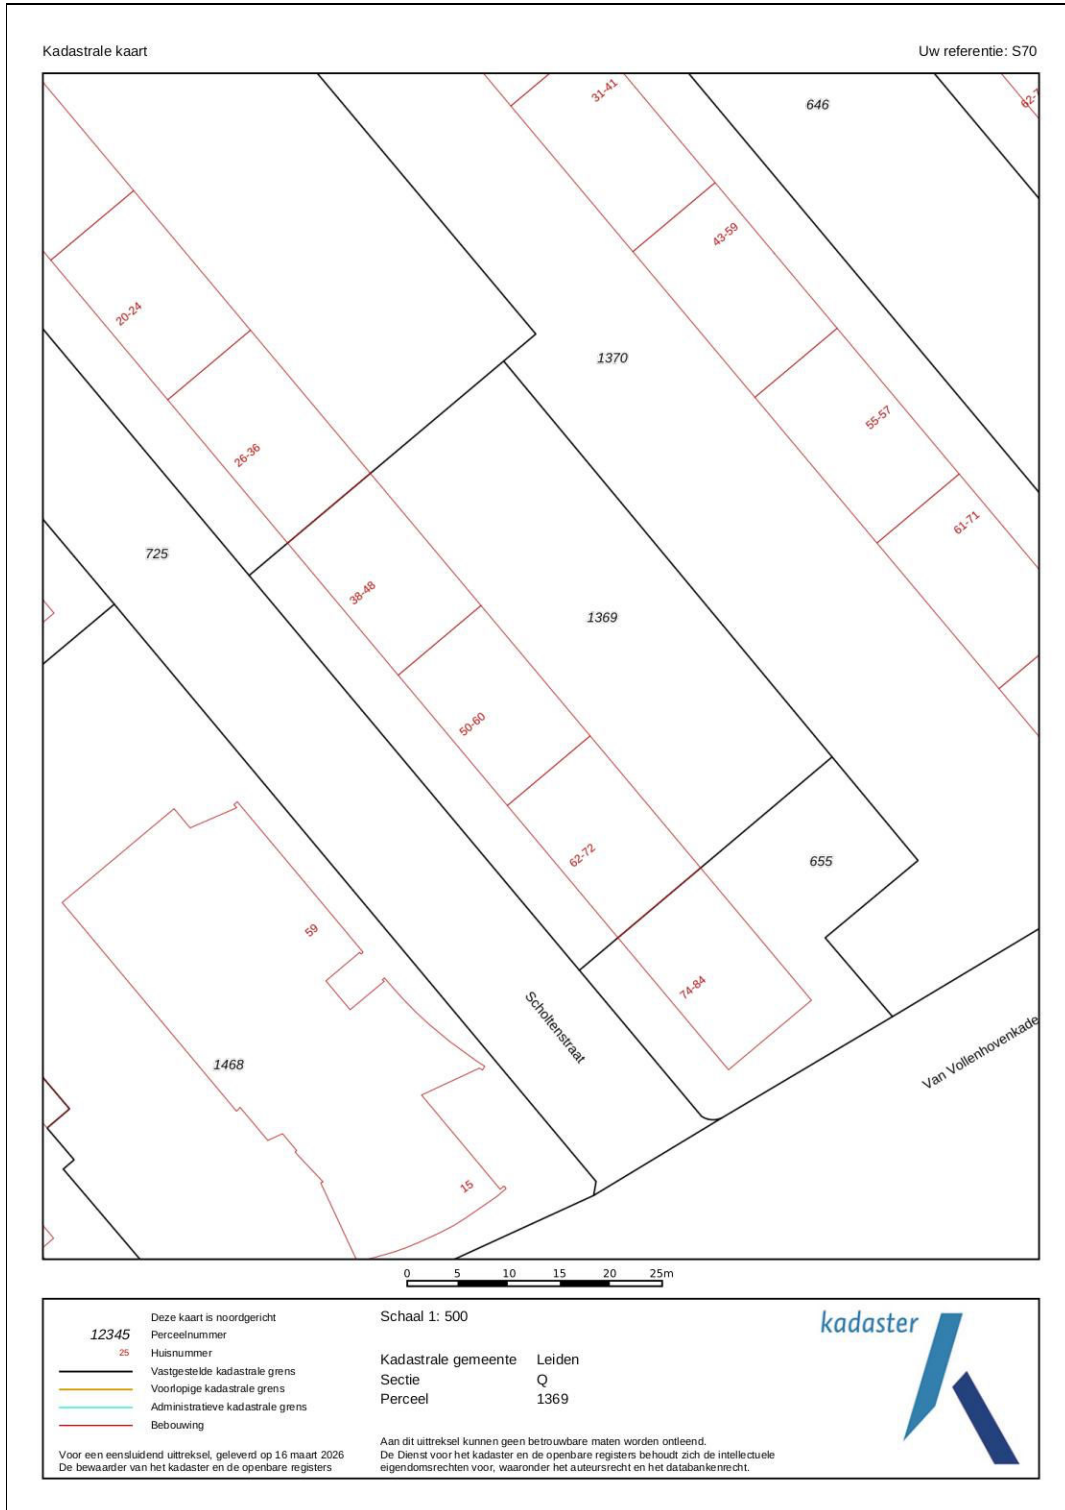 Kadastrale kaart
Uw referentie: S70
31-41
646
43-59
20-24
1370
55-57
26-36
61-71
725
38-48
1369
50-60
62-72
655
59
74-84
Scholtenstraat
1468
Van Vollenhovenkade
15
0 5 10 15 20 25m
Deze kaart is noordgericht
12345 Perceelnummer
25 Huisnummer
Vastgestelde kadastrale grens
Voorlopige kadastrale grens
Administratieve kadastrale grens
Bebouwing
Voor een eensluidend uittreksel, geleverd op 16 maart 2026
De bewaarder van het kadaster en de openbare registers
Schaal 1: 500
Kadastrale gemeente Leiden
Sectie Q
Perceel 1369
Aan dit uittreksel kunnen geen betrouwbare maten worden ontleend.
De Dienst voor het kadaster en de openbare registers behoudt zich de intellectuele
eigendomsrechten voor, waaronder het auteursrecht en het databankenrecht.
kadaster